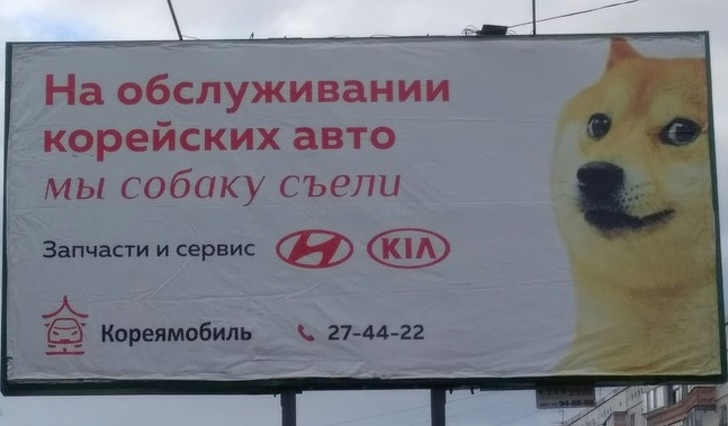 На обслуживании
корейских авто
мы собаку съели
Запчасти и сервис
KIA
Кореямобиль
27-44-22